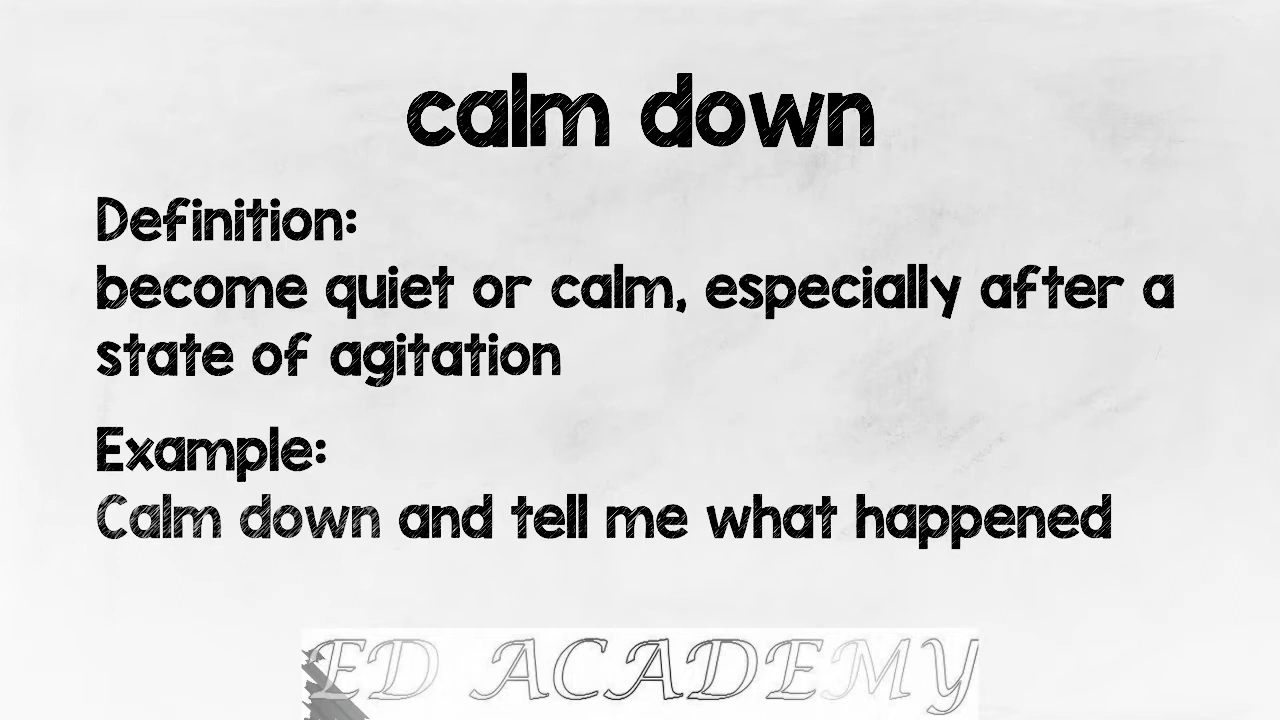 calm down
Definition:
become quiet or calm, especially after a
state of agitation
Example:
Calm down and tell me what happened
ED ACADEMY